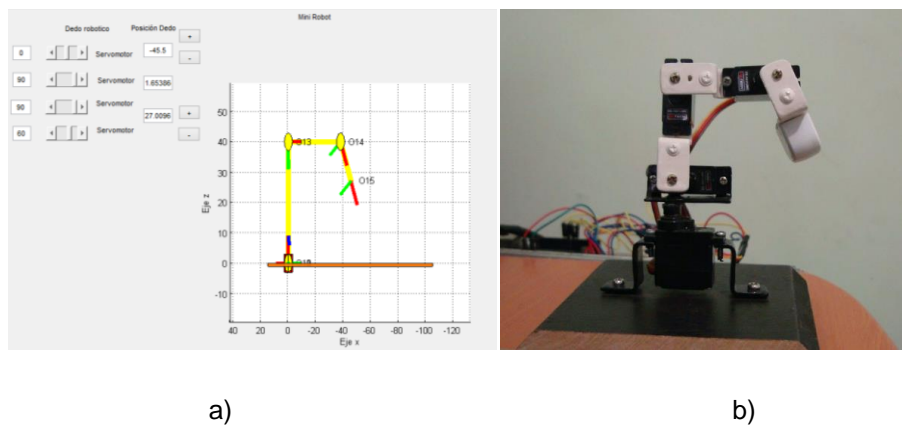 Mini Robot
Dedo robotico Posición Dedo
+
0 Servomotor -45.5
-
90 Servomotor 1.65386
90 Servomotor 27.0096 +
60 Servomotor -
50
40
30
20
10
0
-10
Eje z
O14
O15
40 20 0 -20 -40 -60 -80 -100 -120
Eje x
a) b)